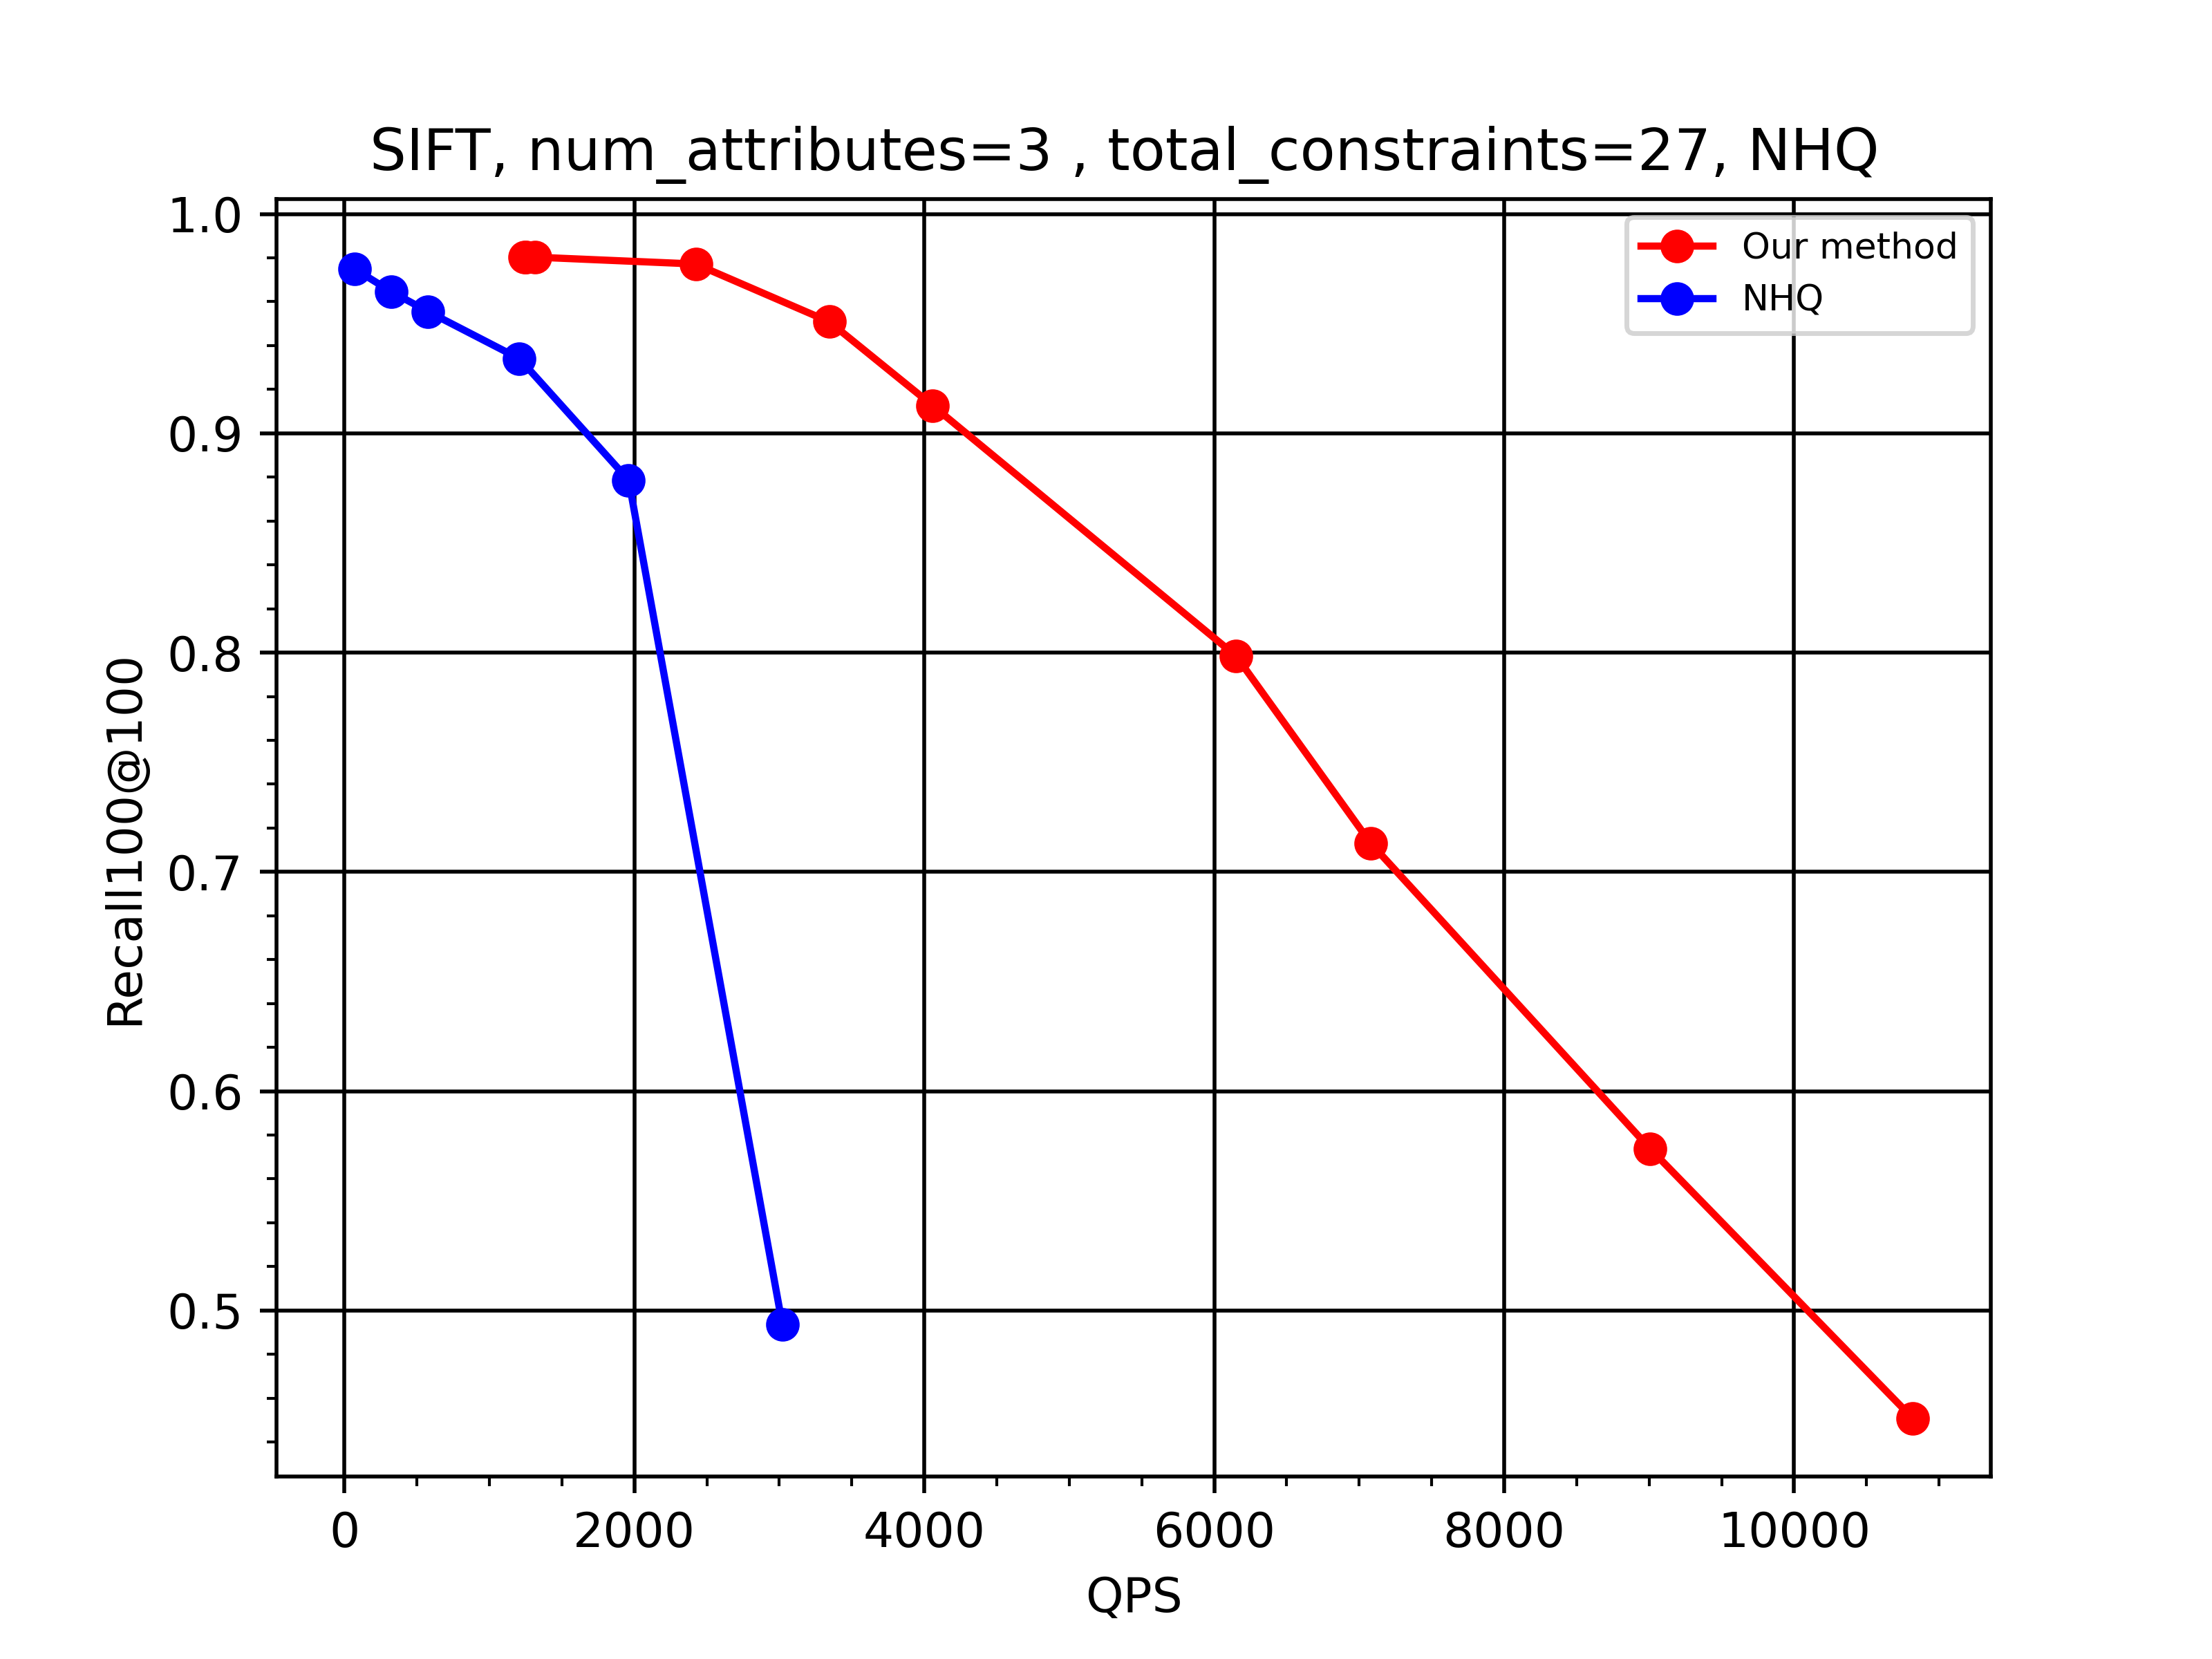 SIFT, num_attributes=3 , total_constraints=27, NHQ
Our method
NHQ
Recall100@100
1.0
0.9
0.8
0.7
0.6
0.5
0 2000 4000 6000 8000 10000
QPS